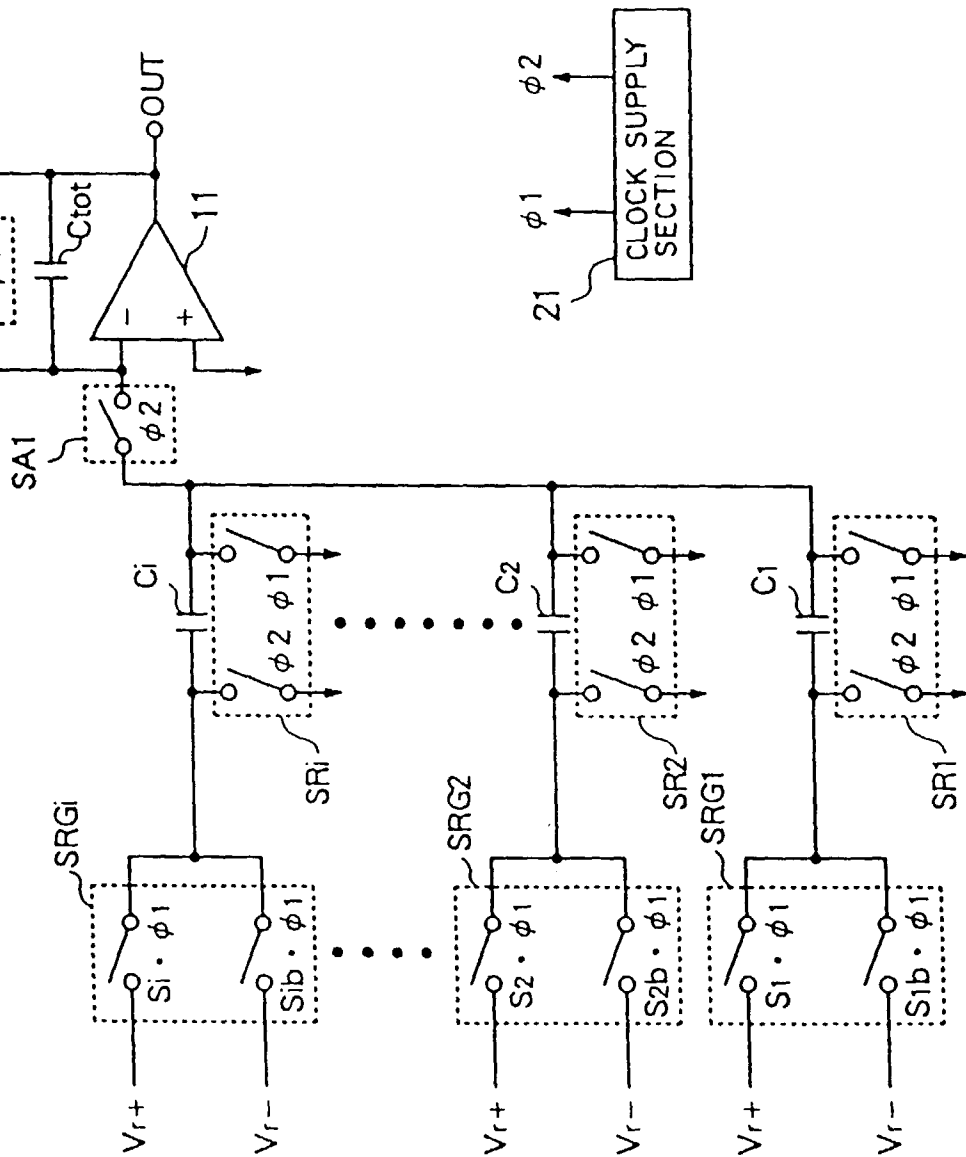 OUT
Ctot
11
−
+
SA1
φ2
φ1
φ2
CLOCK SUPPLY
SECTION
21
Ci
φ2
φ1
SRi
SRGi
Si · φ1
Sib · φ1
Vr+
Vr−
C2
φ2
φ1
SR2
SRG2
S2 · φ1
S2b · φ1
Vr+
Vr−
C1
φ2
φ1
SR1
SRG1
S1 · φ1
S1b · φ1
Vr+
Vr−